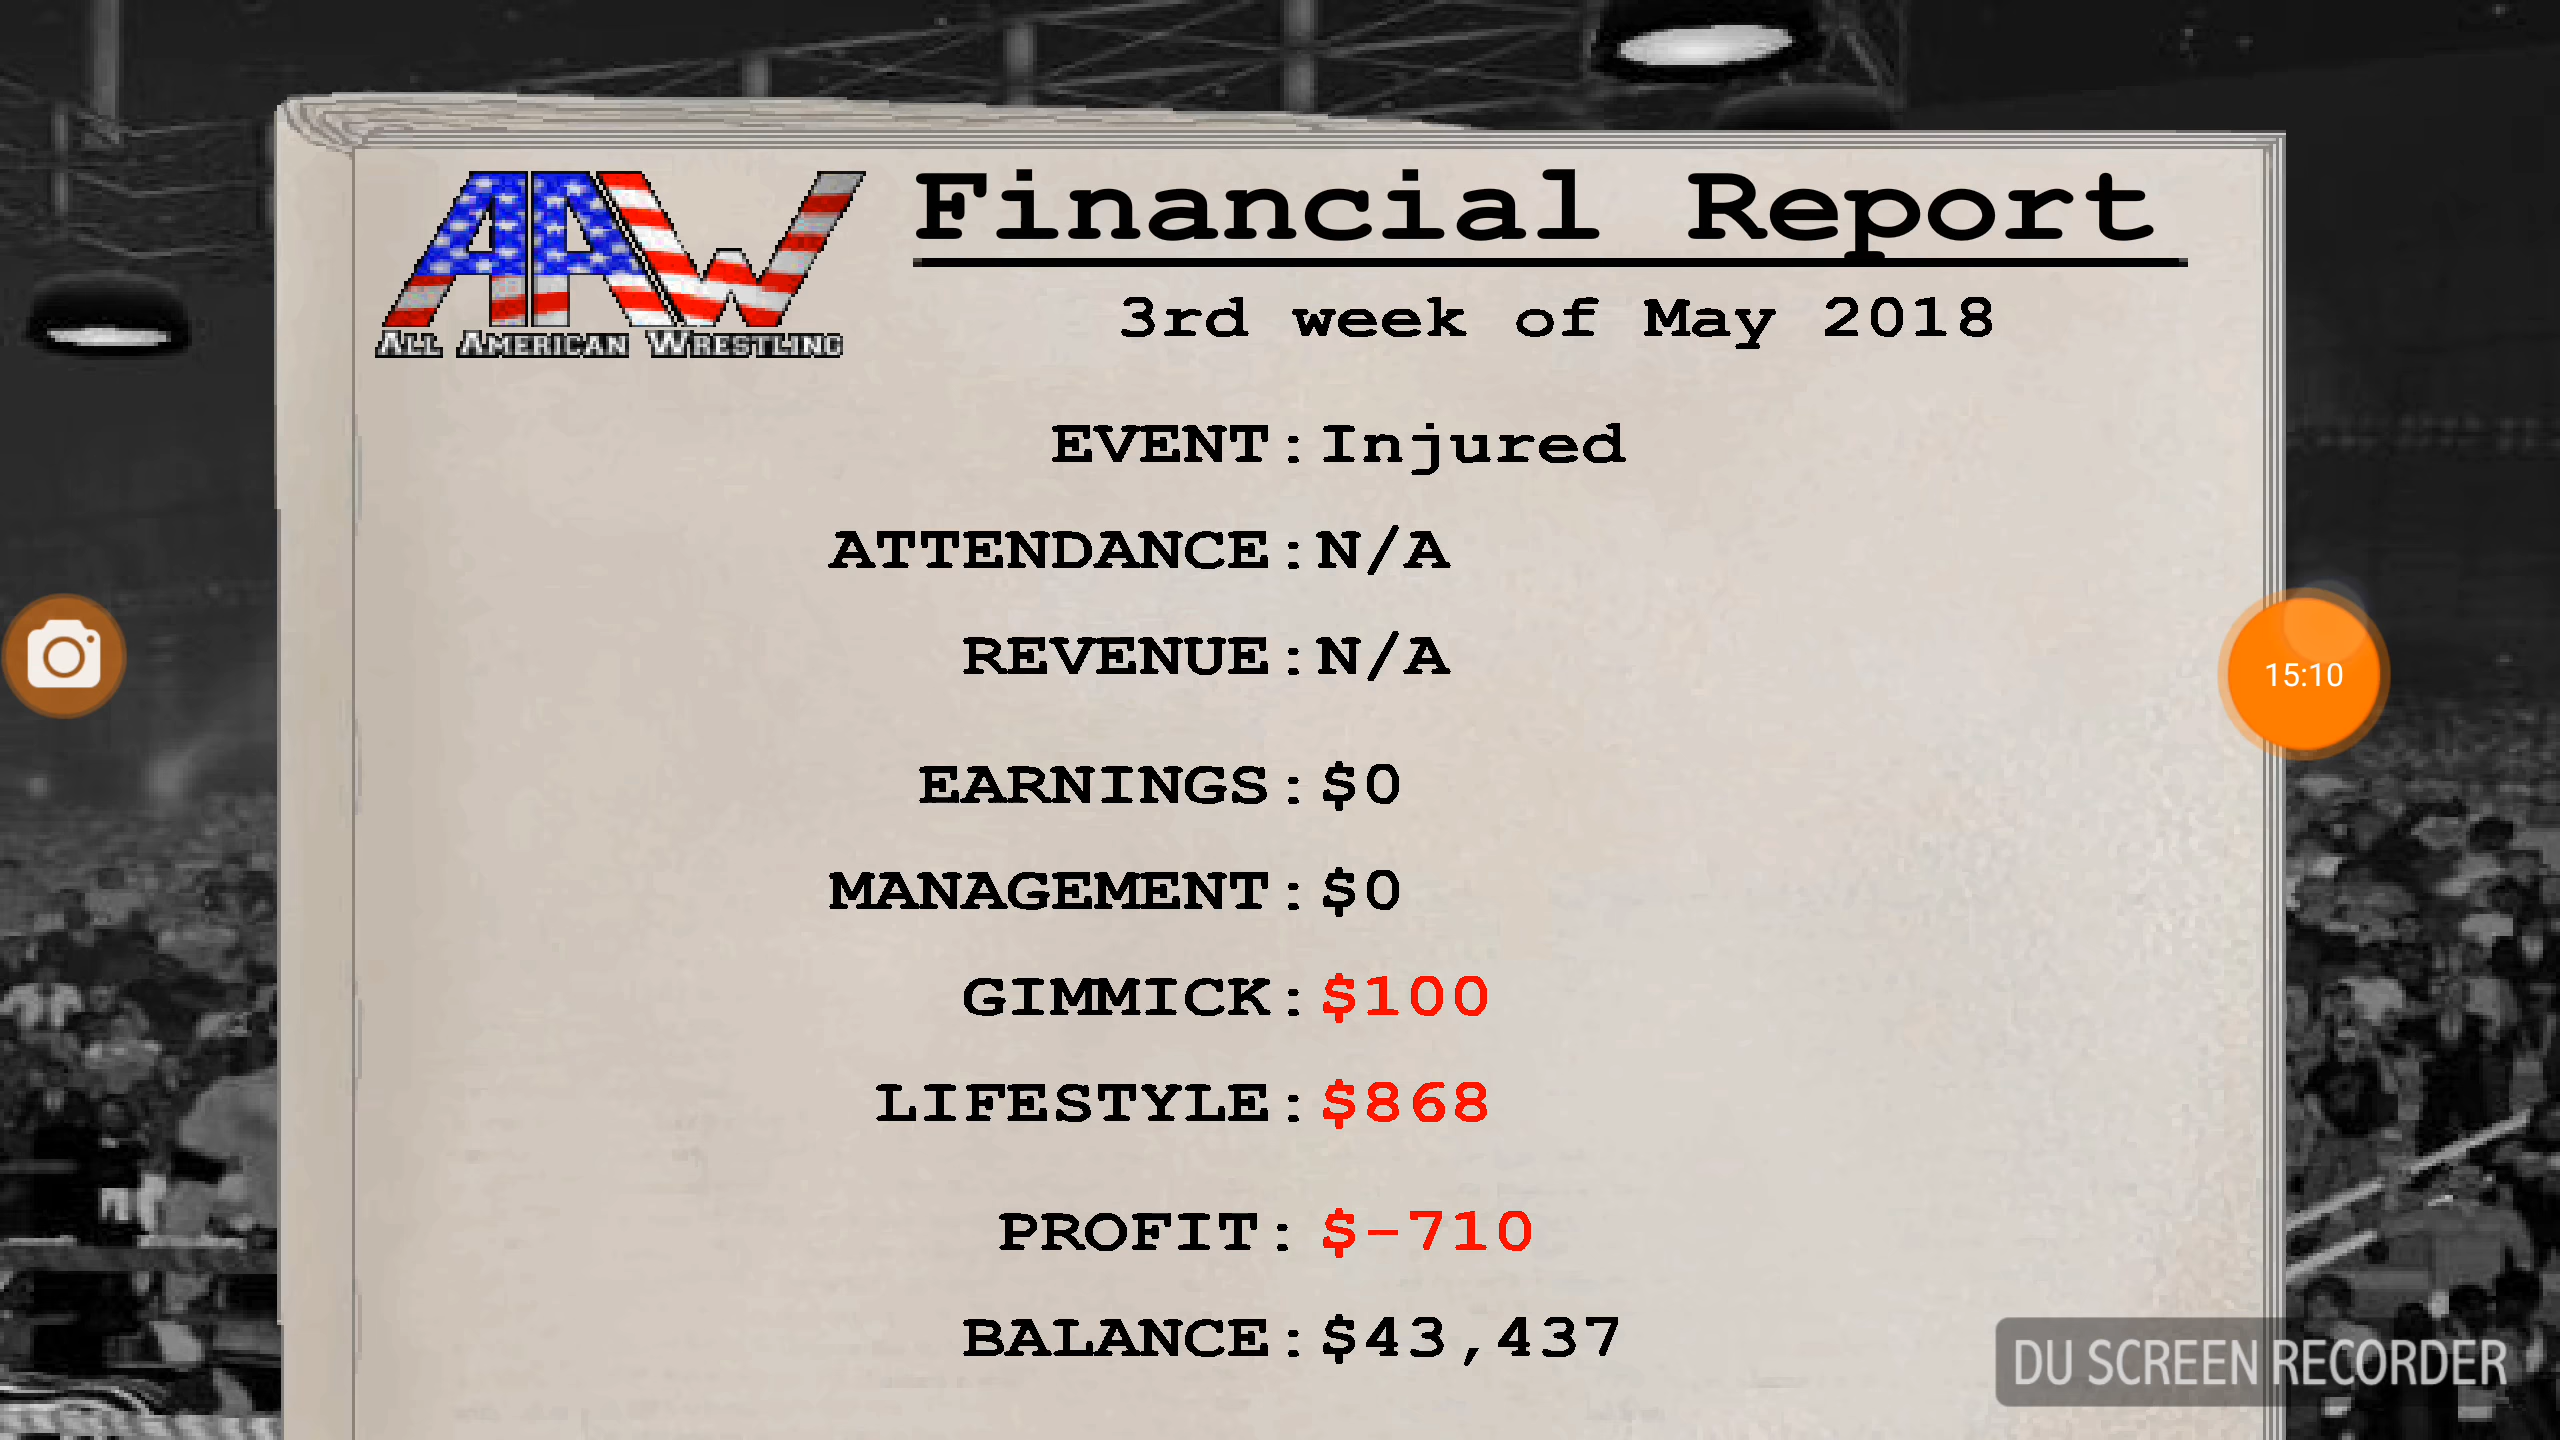 AAW
ALL AMERICAN WRESTLING
Financial Report
3rd week of May 2018
EVENT: Injured
ATTENDANCE: N/A
REVENUE: N/A
EARNINGS: $0
MANAGEMENT: $0
GIMMICK: $100
LIFESTYLE: $868
PROFIT: $-710
BALANCE: $43,437
15:10
DU SCREEN RECORDER